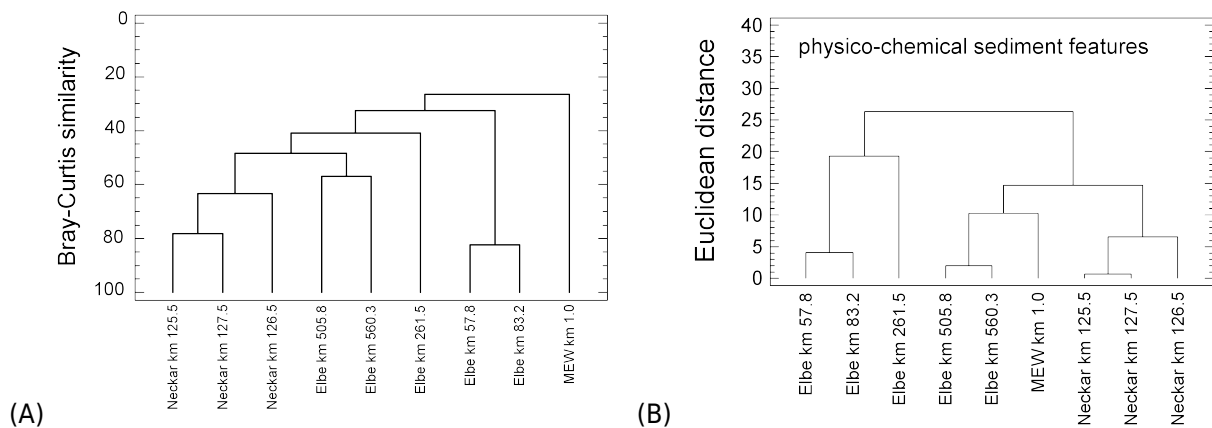 Bray-Curtis similarity
0
20
40
60
80
100
Neckar km 125.5
Neckar km 127.5
Neckar km 126.5
Elbe km 505.8
Elbe km 560.3
Elbe km 261.5
Elbe km 57.8
Elbe km 83.2
MEW km 1.0
(A)
physico-chemical sediment features
Euclidean distance
40
35
30
25
20
15
10
5
0
Elbe km 57.8
Elbe km 83.2
Elbe km 261.5
Elbe km 505.8
Elbe km 560.3
MEW km 1.0
Neckar km 125.5
Neckar km 127.5
Neckar km 126.5
(B)